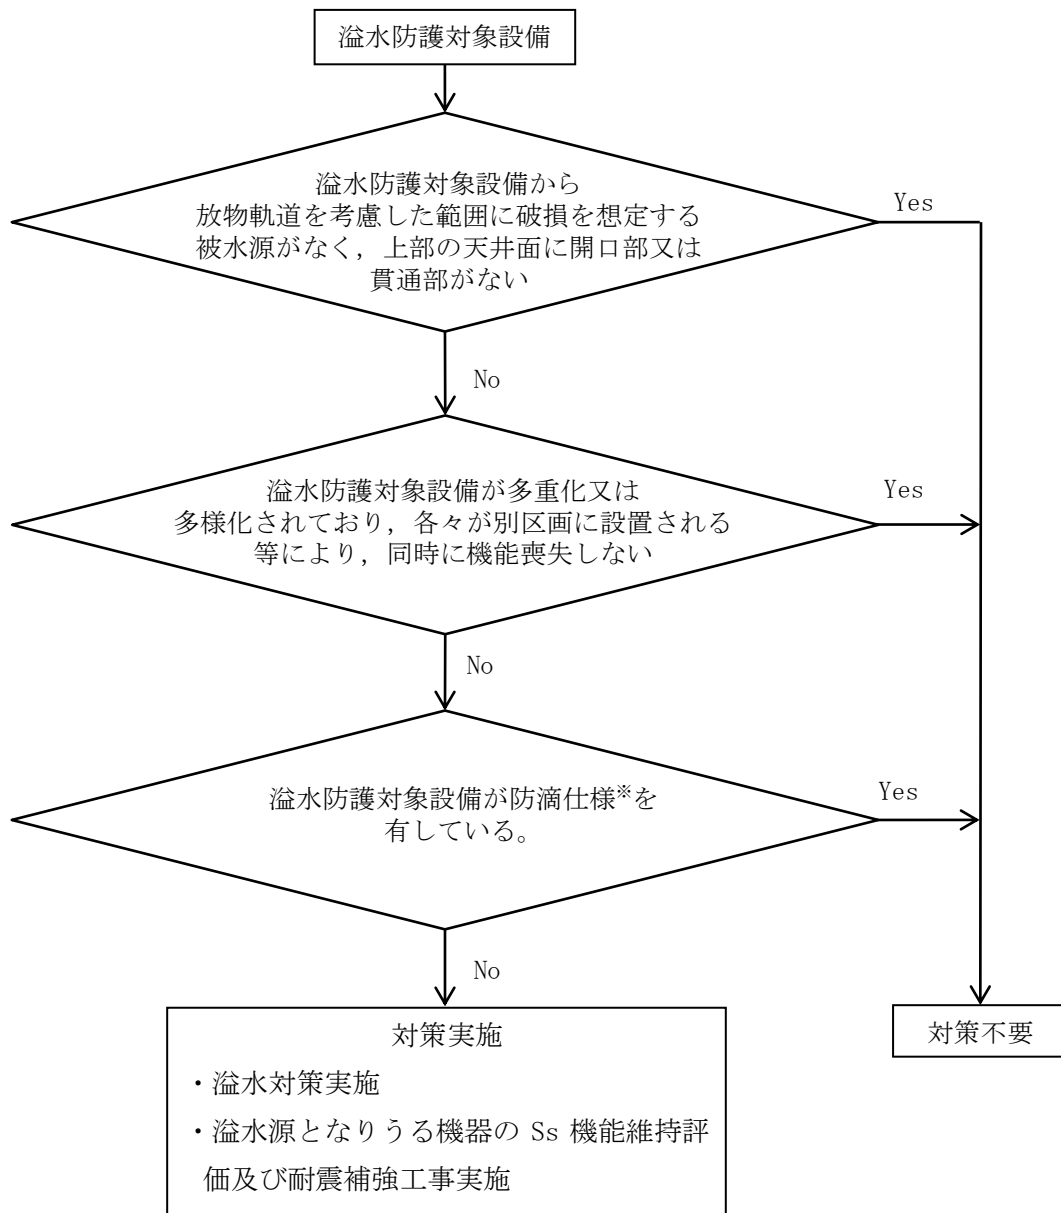 溢水防護対象設備
溢水防護対象設備から
放物軌道を考慮した範囲に破損を想定する
被水源がなく，上部の天井面に開口部又は
貫通部がない
Yes
No
溢水防護対象設備が多重化又は
多様化されており，各々が別区画に設置される
等により，同時に機能喪失しない
Yes
No
溢水防護対象設備が防滴仕様※を
有している。
Yes
No
対策実施
・溢水対策実施
・溢水源となりうる機器の Ss 機能維持評
価及び耐震補強工事実施
対策不要